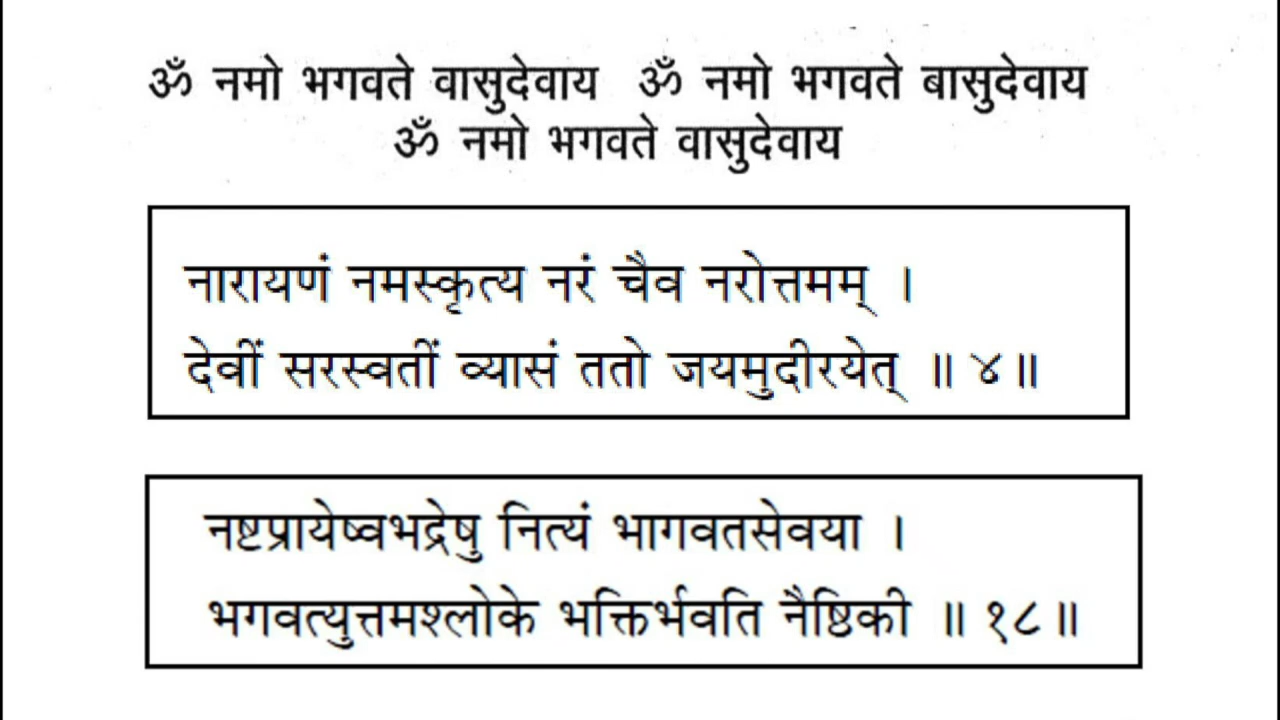 ॐ नमो भगवते वासुदेवाय ॐ नमो भगवते बासुदेवाय
ॐ नमो भगवते वासुदेवाय
नारायणं नमस्कृत्य नरं चैव नरोत्तमम् ।
देवीं सरस्वतीं व्यासं ततो जयमुदीरयेत् ॥ ४॥
नष्टप्रायेष्वभद्रेषु नित्यं भागवतसेवया ।
भगवत्युत्तमश्लोके भक्तिर्भवति नैष्ठिकी ॥ १८॥